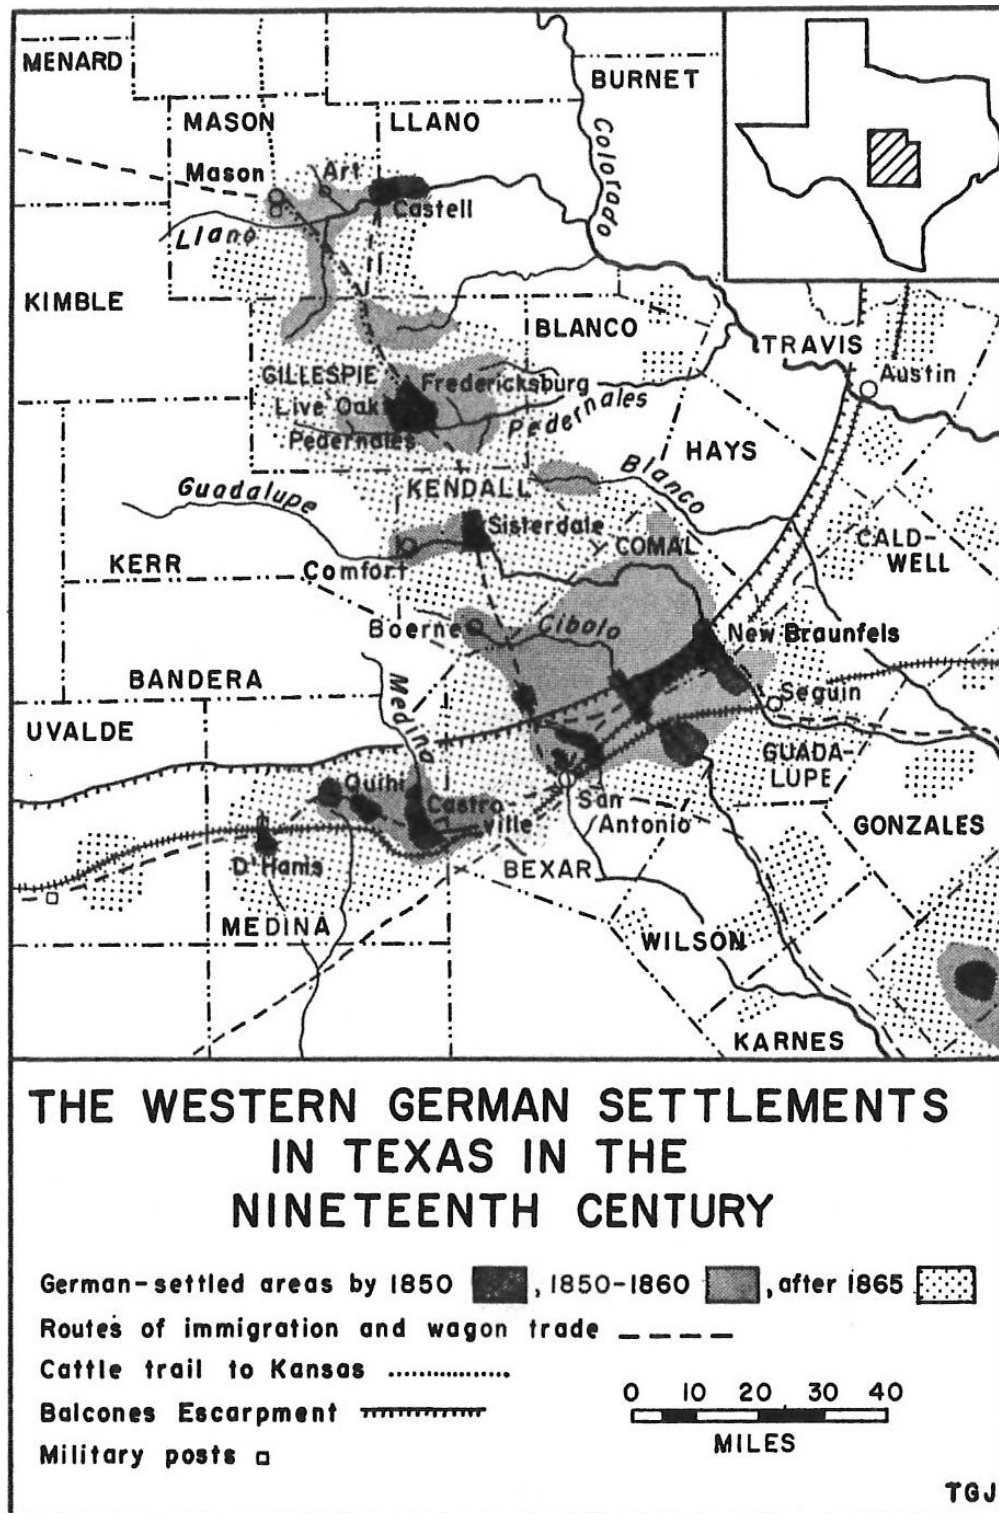 MENARD
BURNET
MASON
LLANO
Colorado
Mason
Art
Castell
Llano
KIMBLE
BLANCO
TRAVIS
Austin
GILLESPIE
Fredericksburg
Live Oak
Pedernales
Pedernales
HAYS
Guadalupe
KENDALL
Blanco
Sisterdale
COMAL
CALD-
WELL
KERR
Comfort
Boerne
Cibolo
New Braunfels
BANDERA
Medina
Seguin
UVALDE
GUADA-
LUPE
Quihi
Castro-
ville
San
Antonio
GONZALES
D'Hanis
BEXAR
MEDINA
WILSON
KARNES
THE WESTERN GERMAN SETTLEMENTS
IN TEXAS IN THE
NINETEENTH CENTURY
German-settled areas by 1850 , 1850-1860 , after 1865
Routes of immigration and wagon trade
Cattle trail to Kansas
0 10 20 30 40
Balcones Escarpment
MILES
Military posts
TGJ